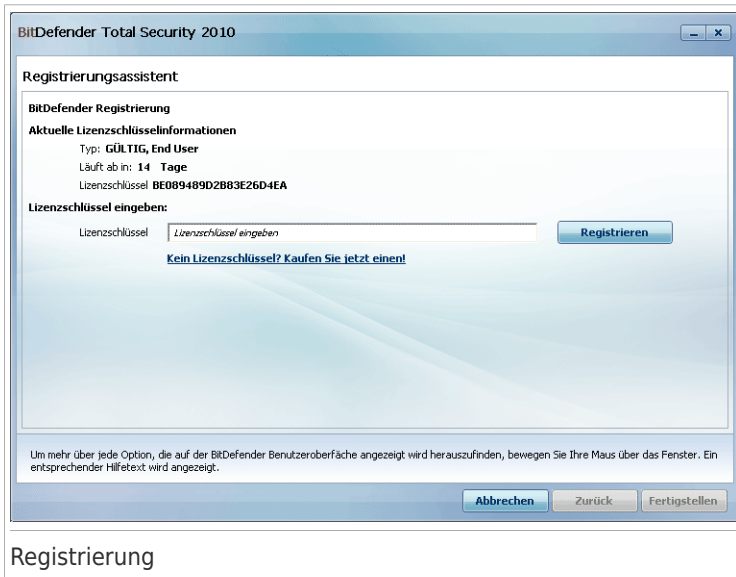 BitDefender Total Security 2010
Registrierungsassistent
BitDefender Registrierung
Aktuelle Lizenzschlüsselinformationen
Typ: GÜLTIG, End User
Läuft ab in: 14 Tage
Lizenzschlüssel BE089489D2B83E26D4EA
Lizenzschlüssel eingeben:
Lizenzschlüssel Lizenzschlüssel eingeben Registrieren
Kein Lizenzschlüssel? Kaufen Sie jetzt einen!
Um mehr über jede Option, die auf der BitDefender Benutzeroberfäche angezeigt wird herauszufinden, bewegen Sie Ihre Maus über das Fenster. Ein
entsprechender Hilfetext wird angezeigt.
Abbrechen Zurück Fertigstellen
Registrierung